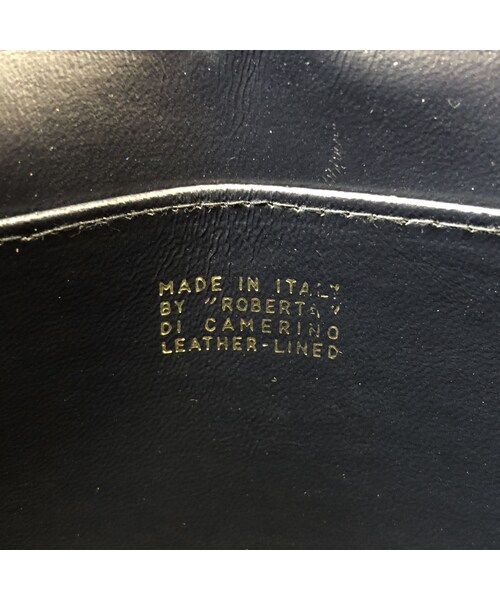 MADE IN ITALY
BY "ROBERTA"
DI CAMERINO
LEATHER-LINED